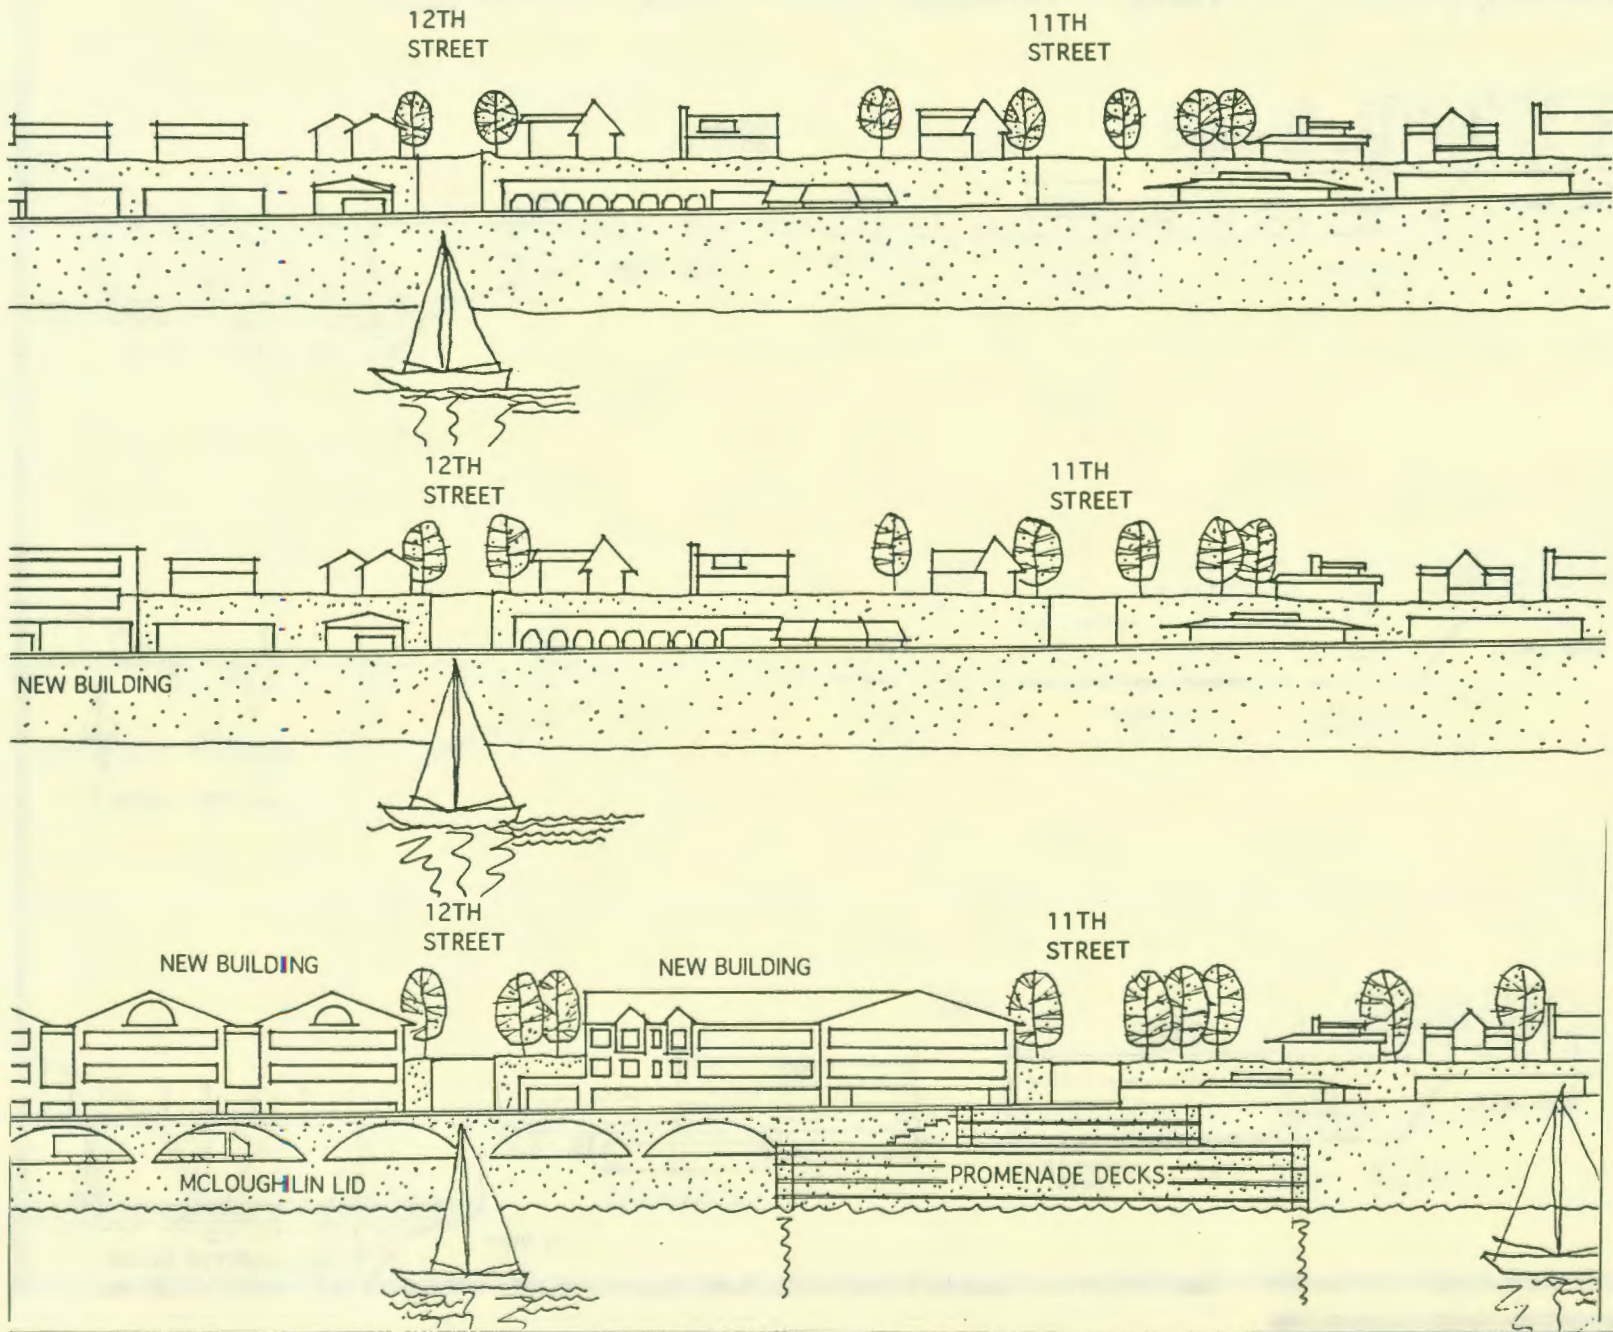 12TH
STREET
11TH
STREET
12TH
STREET
11TH
STREET
NEW BUILDING
12TH
STREET
11TH
STREET
NEW BUILDING
NEW BUILDING
PROMENADE DECKS
MCLOUGHILIN LID